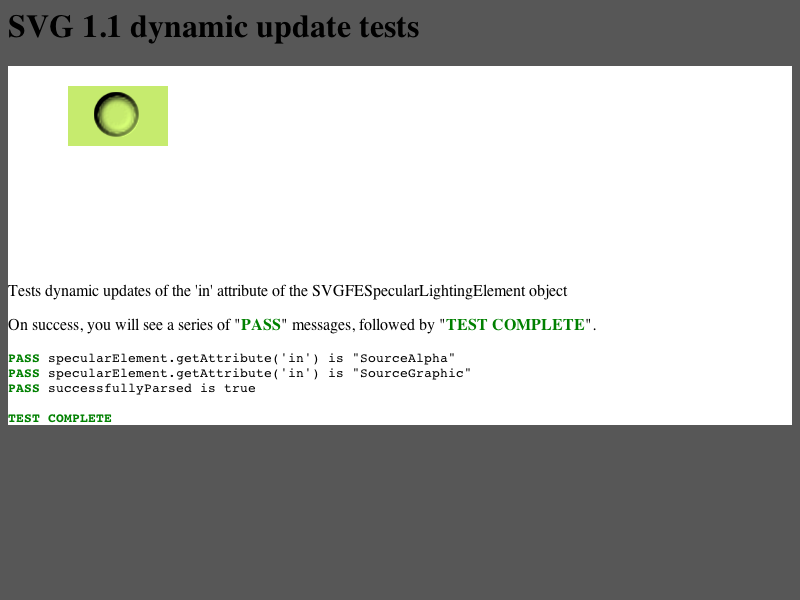 SVG 1.1 dynamic update tests
Tests dynamic updates of the 'in' attribute of the SVGFESpecularLightingElement object
On success, you will see a series of "PASS" messages, followed by "TEST COMPLETE".
PASS specularElement.getAttribute('in') is "SourceAlpha"
PASS specularElement.getAttribute('in') is "SourceGraphic"
PASS successfullyParsed is true
TEST COMPLETE